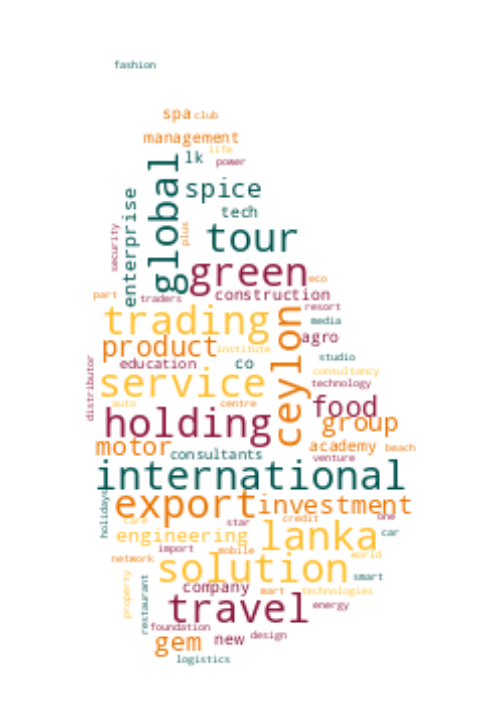 fashion
spa club
management
life
lk power
global
spice
enterprise
tech
plus
security
tour
green
eco
part traders construction
resort
trading
ceylon
media
agro
product institute
studio
education co
consultancy
distributor
service
technology
auto centre
food
holding
group
motor
academy beach
consultants
venture
international
holidays
export investment
care star credit one
engineering lanka car
import mobile world
network
solution
smart
property
restaurant
company mart technologies
travel energy
foundation
gem new design
logistics